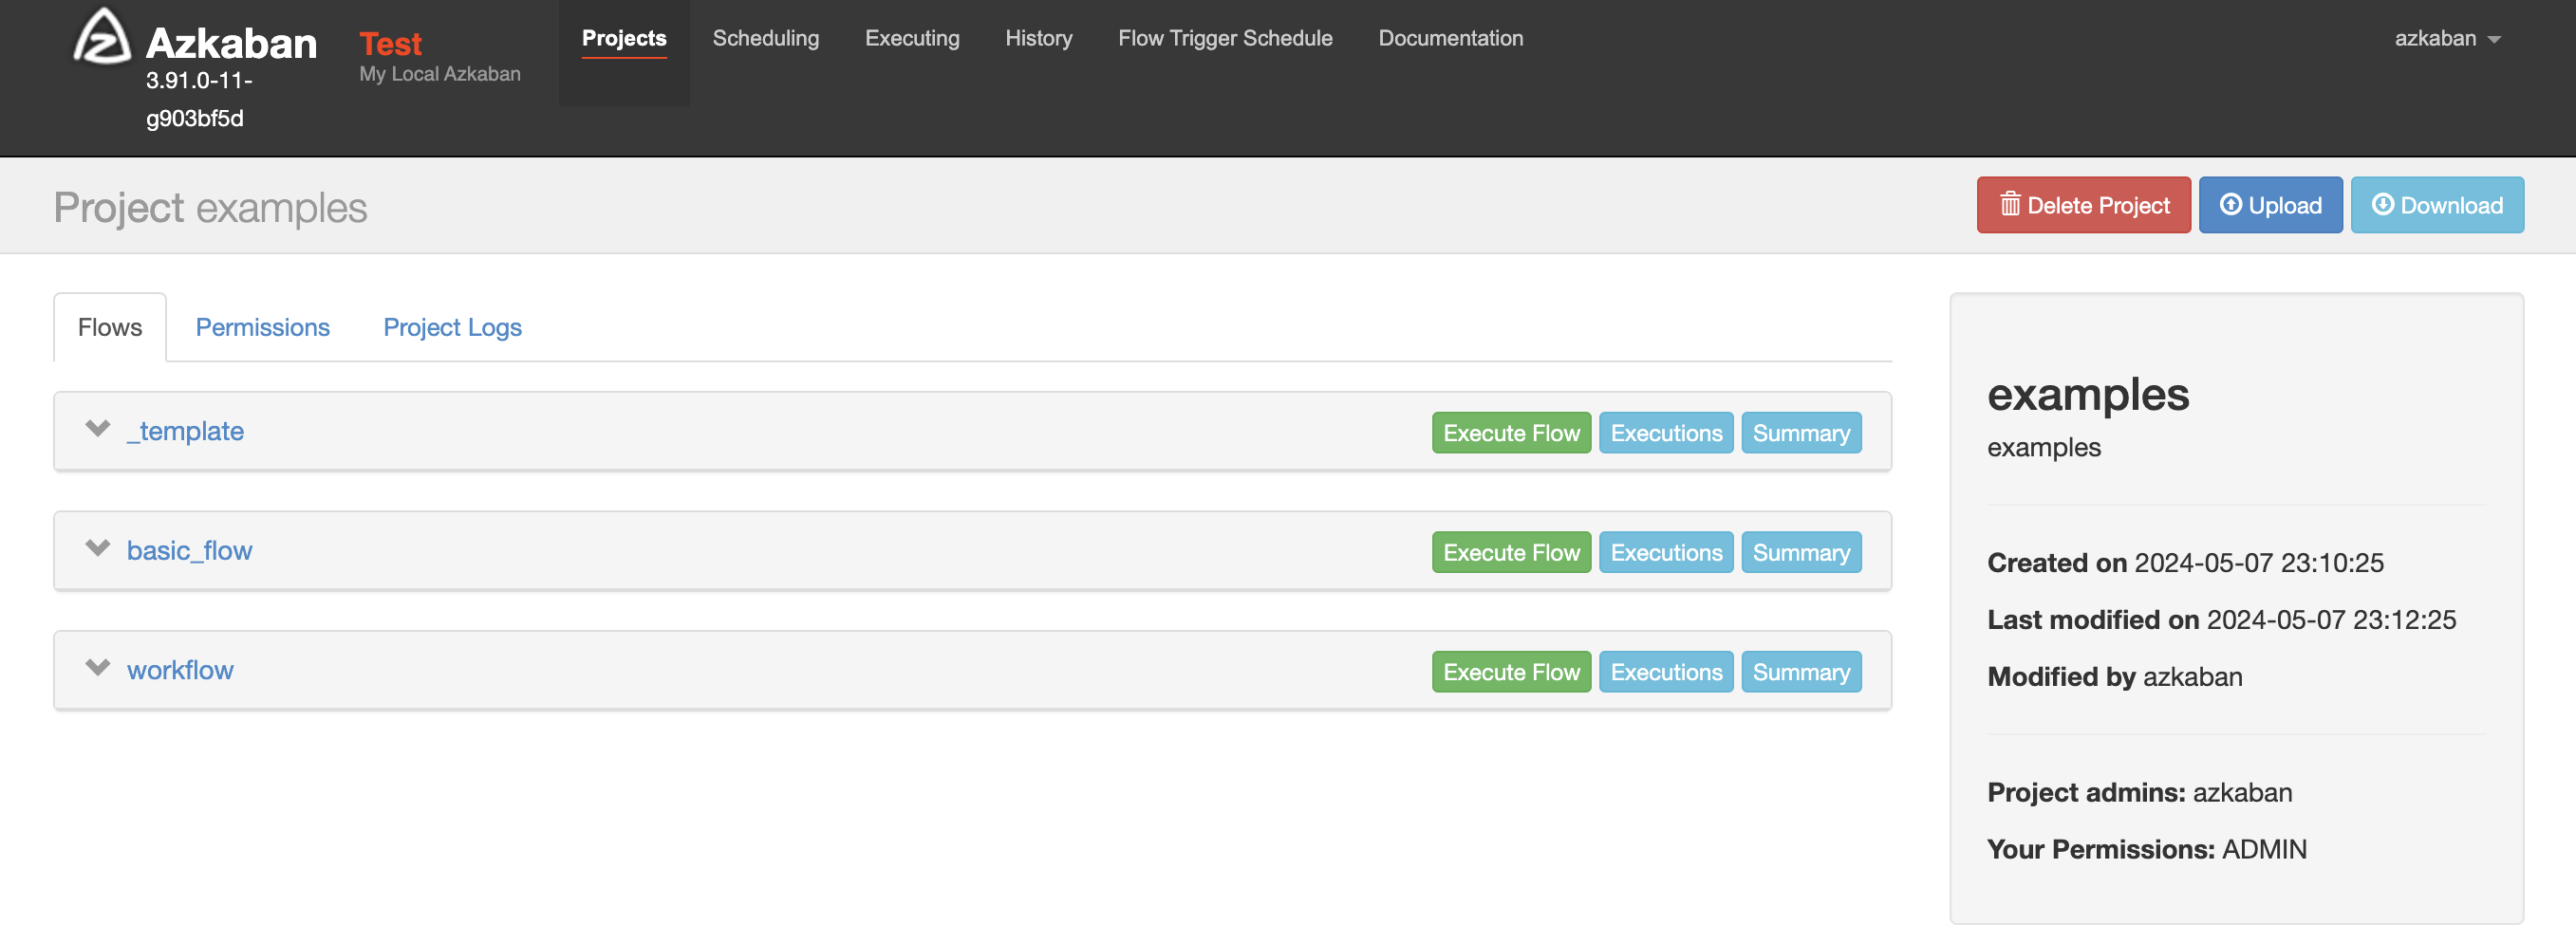 Azkaban
3.91.0-11-
g903bf5d
Test
My Local Azkaban
Projects Scheduling Executing History Flow Trigger Schedule Documentation azkaban
Project examples
Delete Project Upload Download
Flows Permissions Project Logs
_template Execute Flow Executions Summary
basic_flow Execute Flow Executions Summary
workflow Execute Flow Executions Summary
examples
examples
Created on 2024-05-07 23:10:25
Last modified on 2024-05-07 23:12:25
Modified by azkaban
Project admins: azkaban
Your Permissions: ADMIN